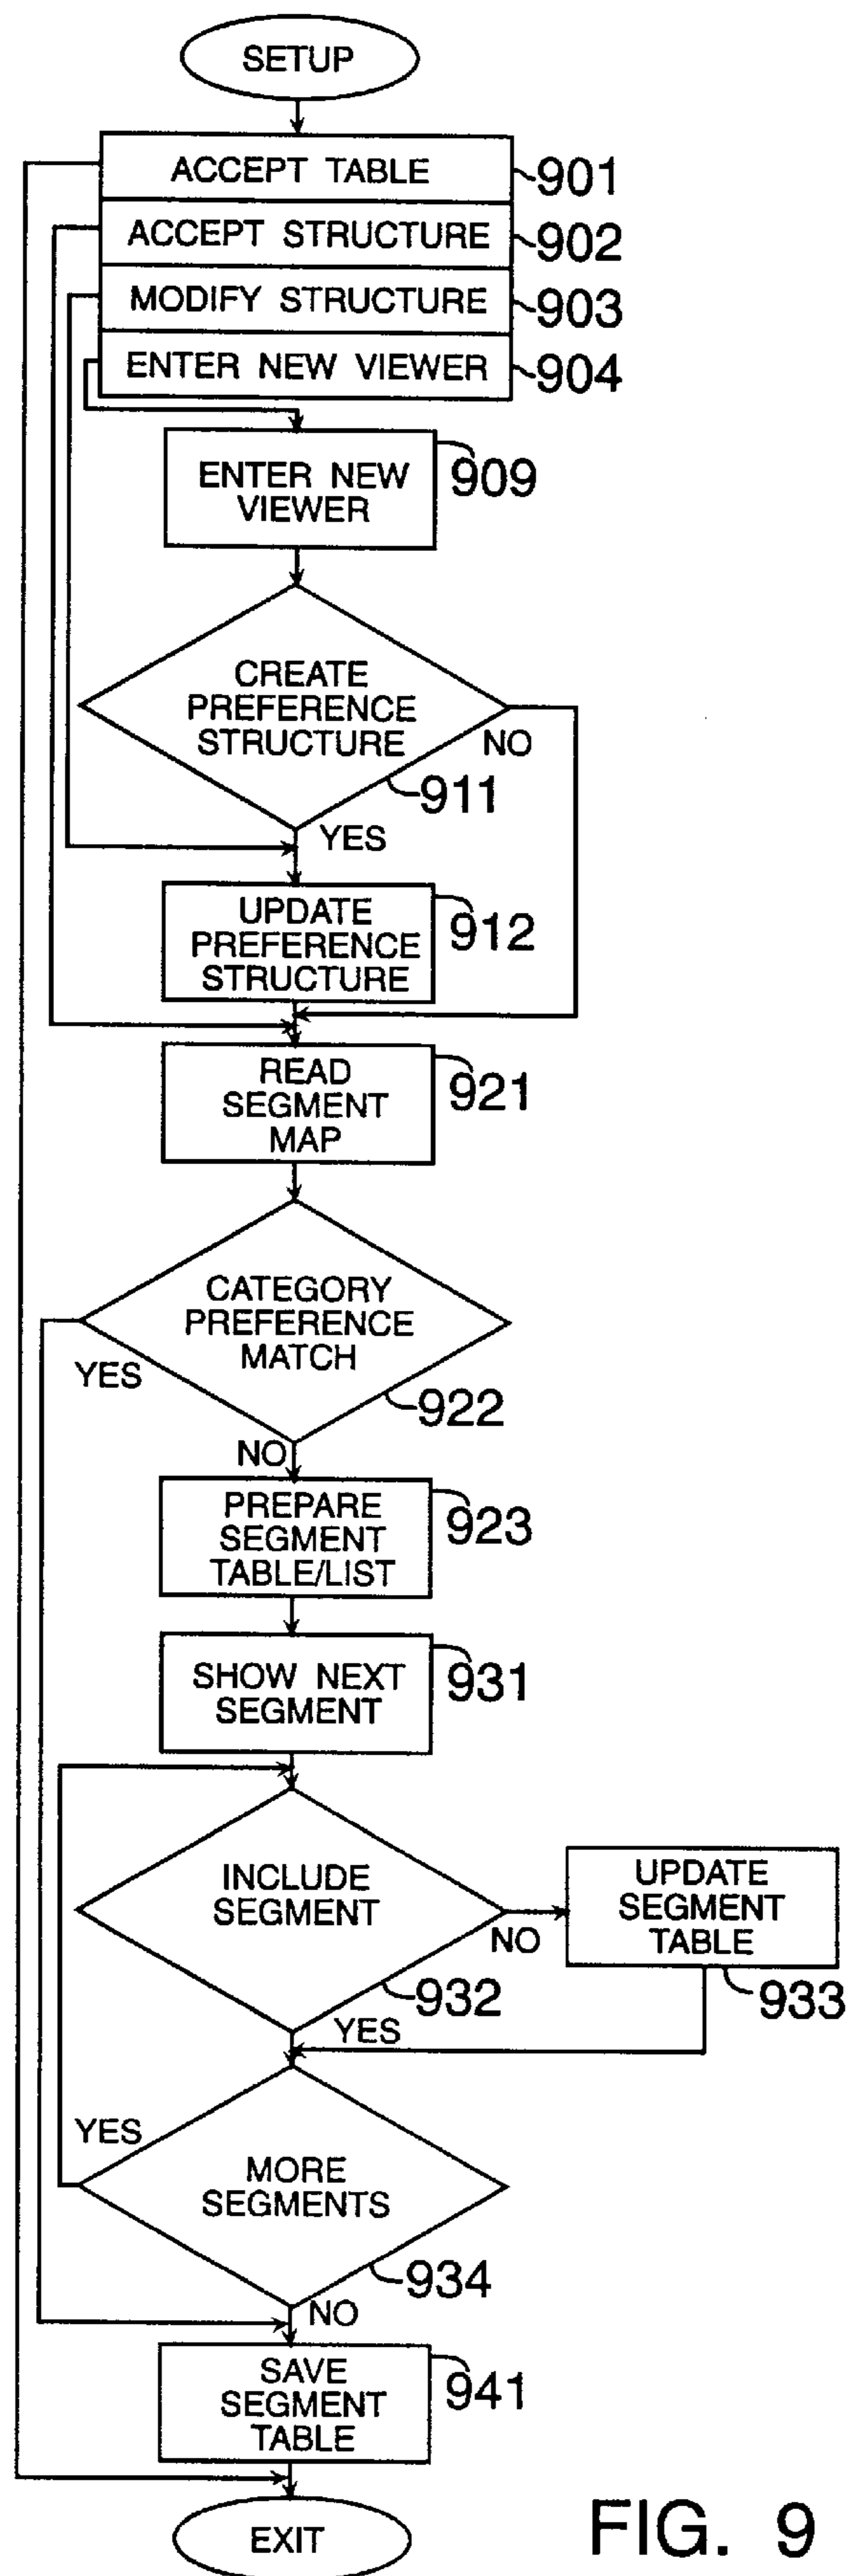 SETUP
ACCEPT TABLE
901
ACCEPT STRUCTURE
902
MODIFY STRUCTURE
903
ENTER NEW VIEWER
904
ENTER NEW
VIEWER
909
CREATE
PREFERENCE
STRUCTURE
NO
911
YES
UPDATE
PREFERENCE
STRUCTURE
912
READ
SEGMENT
MAP
921
CATEGORY
PREFERENCE
MATCH
YES
922
NO
PREPARE
SEGMENT
TABLE/LIST
923
SHOW NEXT
SEGMENT
931
INCLUDE
SEGMENT
NO
932
UPDATE
SEGMENT
TABLE
933
YES
YES
MORE
SEGMENTS
934
NO
SAVE
SEGMENT
TABLE
941
EXIT
FIG. 9